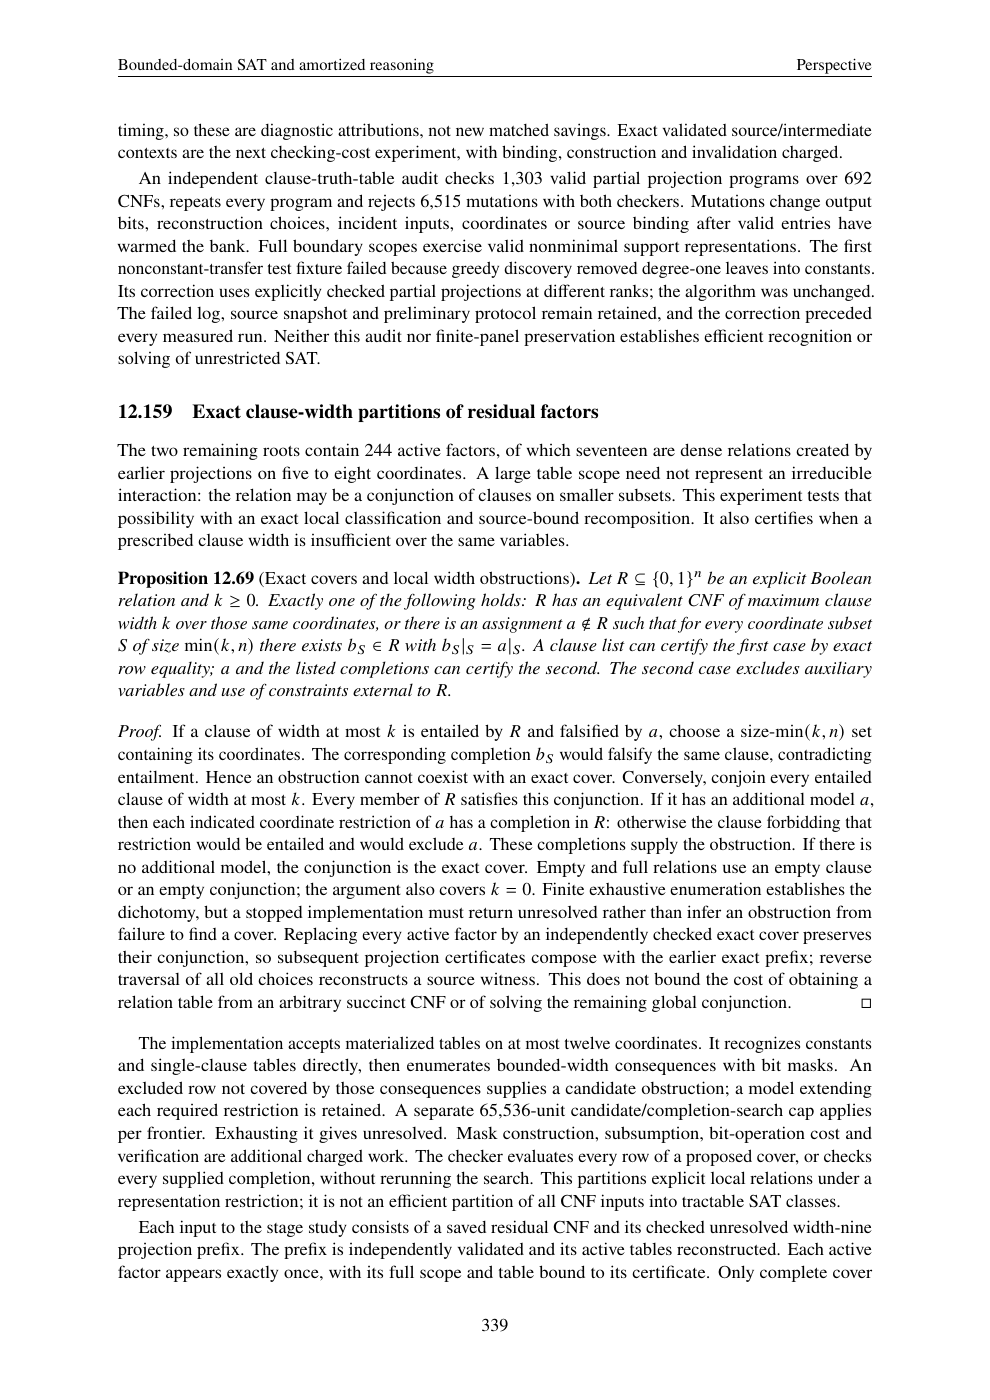 Bounded-domain SAT and amortized reasoning Perspective
timing, so these are diagnostic attributions, not new matched savings. Exact validated source/intermediate
contexts are the next checking-cost experiment, with binding, construction and invalidation charged.
An independent clause-truth-table audit checks 1,303 valid partial projection programs over 692
CNFs, repeats every program and rejects 6,515 mutations with both checkers. Mutations change output
bits, reconstruction choices, incident inputs, coordinates or source binding after valid entries have
warmed the bank. Full boundary scopes exercise valid nonminimal support representations. The first
nonconstant-transfer test fixture failed because greedy discovery removed degree-one leaves into constants.
Its correction uses explicitly checked partial projections at different ranks; the algorithm was unchanged.
The failed log, source snapshot and preliminary protocol remain retained, and the correction preceded
every measured run. Neither this audit nor finite-panel preservation establishes efficient recognition or
solving of unrestricted SAT.
12.159 Exact clause-width partitions of residual factors
The two remaining roots contain 244 active factors, of which seventeen are dense relations created by
earlier projections on five to eight coordinates. A large table scope need not represent an irreducible
interaction: the relation may be a conjunction of clauses on smaller subsets. This experiment tests that
possibility with an exact local classification and source-bound recomposition. It also certifies when a
prescribed clause width is insufficient over the same variables.
Proposition 12.69 (Exact covers and local width obstructions). Let R ⊆ {0, 1}ⁿ be an explicit Boolean
relation and k ≥ 0. Exactly one of the following holds: R has an equivalent CNF of maximum clause
width k over those same coordinates, or there is an assignment a ∉ R such that for every coordinate subset
S of size min(k, n) there exists b_S ∈ R with b_S|_S = a|_S. A clause list can certify the first case by exact
row equality; a and the listed completions can certify the second. The second case excludes auxiliary
variables and use of constraints external to R.
Proof. If a clause of width at most k is entailed by R and falsified by a, choose a size-min(k, n) set
containing its coordinates. The corresponding completion b_S would falsify the same clause, contradicting
entailment. Hence an obstruction cannot coexist with an exact cover. Conversely, conjoin every entailed
clause of width at most k. Every member of R satisfies this conjunction. If it has an additional model a,
then each indicated coordinate restriction of a has a completion in R: otherwise the clause forbidding that
restriction would be entailed and would exclude a. These completions supply the obstruction. If there is
no additional model, the conjunction is the exact cover. Empty and full relations use an empty clause
or an empty conjunction; the argument also covers k = 0. Finite exhaustive enumeration establishes the
dichotomy, but a stopped implementation must return unresolved rather than infer an obstruction from
failure to find a cover. Replacing every active factor by an independently checked exact cover preserves
their conjunction, so subsequent projection certificates compose with the earlier exact prefix; reverse
traversal of all old choices reconstructs a source witness. This does not bound the cost of obtaining a
relation table from an arbitrary succinct CNF or of solving the remaining global conjunction. □
The implementation accepts materialized tables on at most twelve coordinates. It recognizes constants
and single-clause tables directly, then enumerates bounded-width consequences with bit masks. An
excluded row not covered by those consequences supplies a candidate obstruction; a model extending
each required restriction is retained. A separate 65,536-unit candidate/completion-search cap applies
per frontier. Exhausting it gives unresolved. Mask construction, subsumption, bit-operation cost and
verification are additional charged work. The checker evaluates every row of a proposed cover, or checks
every supplied completion, without rerunning the search. This partitions explicit local relations under a
representation restriction; it is not an efficient partition of all CNF inputs into tractable SAT classes.
Each input to the stage study consists of a saved residual CNF and its checked unresolved width-nine
projection prefix. The prefix is independently validated and its active tables reconstructed. Each active
factor appears exactly once, with its full scope and table bound to its certificate. Only complete cover
339